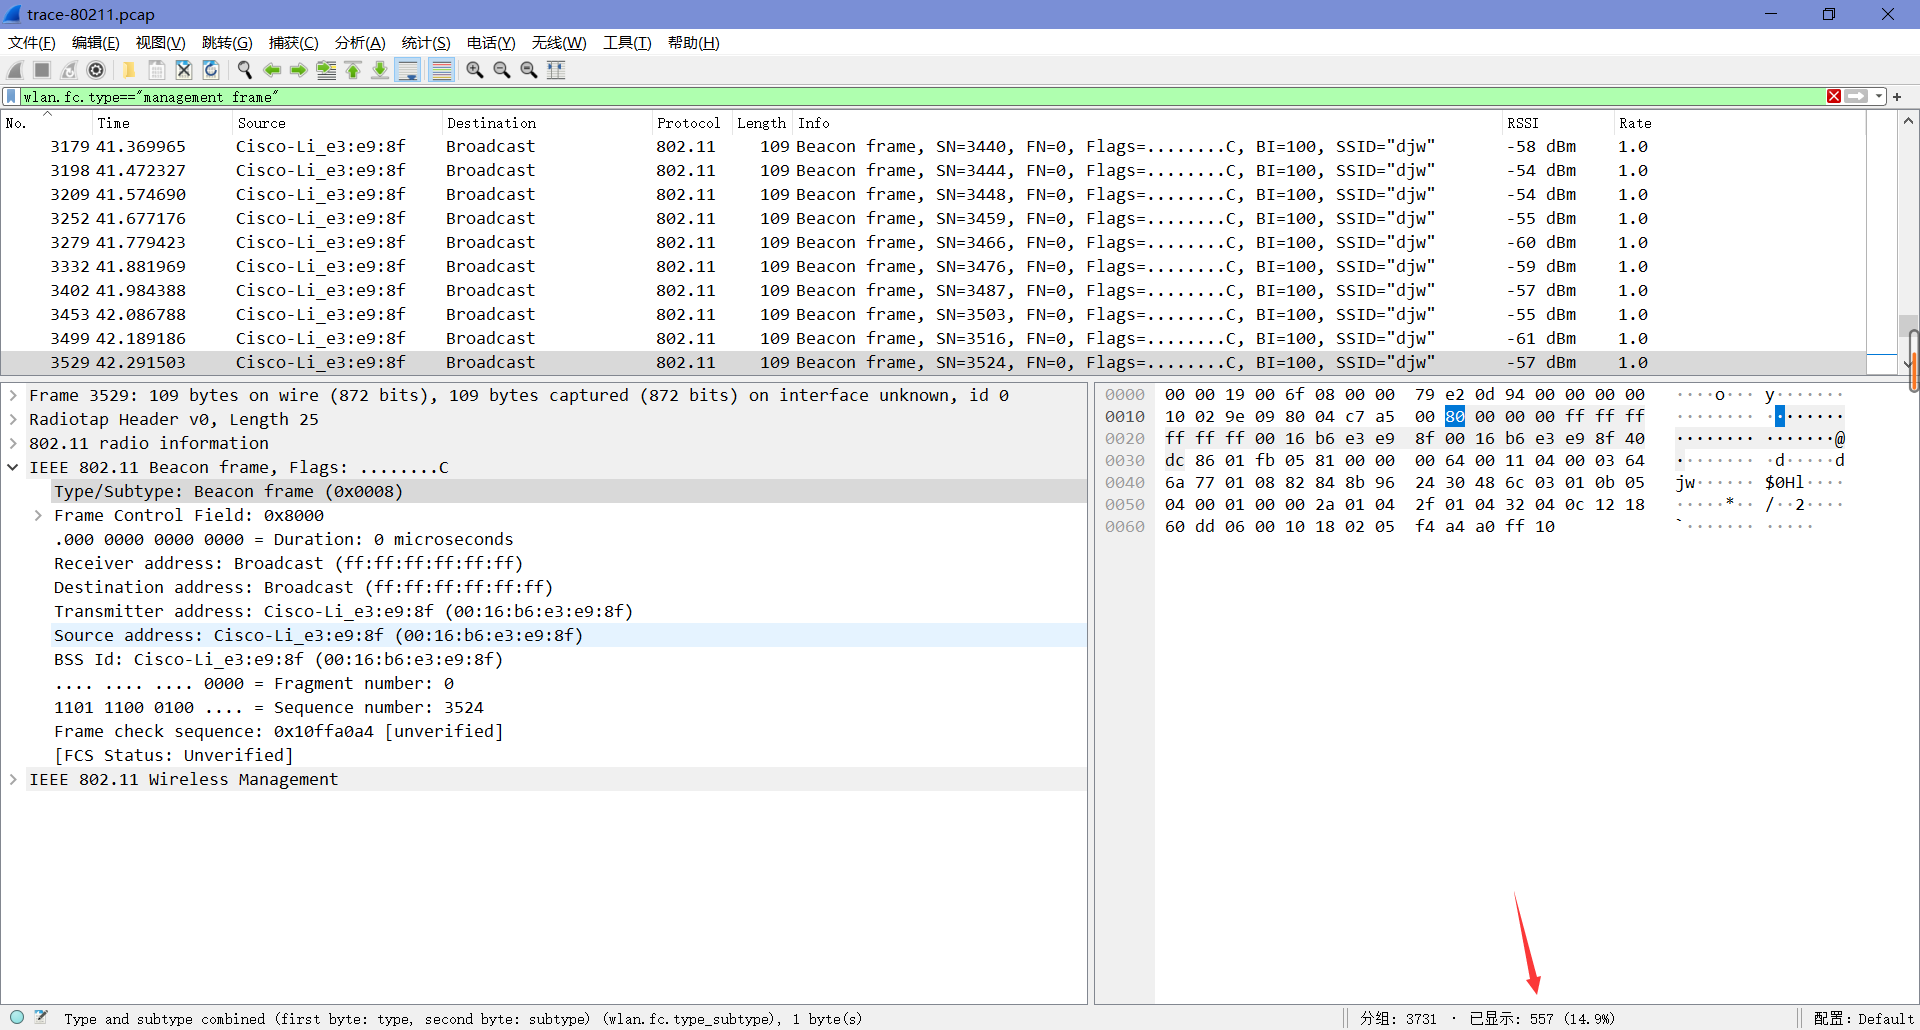 trace-80211.pcap
文件(F) 编辑(E) 视图(V) 跳转(G) 捕获(C) 分析(A) 统计(S) 电话(Y) 无线(W) 工具(T) 帮助(H)
wlan.fc.type=="management frame"
No. Time Source Destination Protocol Length Info RSSI Rate
3179 41.369965 Cisco-Li_e3:e9:8f Broadcast 802.11 109 Beacon frame, SN=3440, FN=0, Flags=........C, BI=100, SSID="djw" -58 dBm 1.0
3198 41.472327 Cisco-Li_e3:e9:8f Broadcast 802.11 109 Beacon frame, SN=3444, FN=0, Flags=........C, BI=100, SSID="djw" -54 dBm 1.0
3209 41.574690 Cisco-Li_e3:e9:8f Broadcast 802.11 109 Beacon frame, SN=3448, FN=0, Flags=........C, BI=100, SSID="djw" -54 dBm 1.0
3252 41.677176 Cisco-Li_e3:e9:8f Broadcast 802.11 109 Beacon frame, SN=3459, FN=0, Flags=........C, BI=100, SSID="djw" -55 dBm 1.0
3279 41.779423 Cisco-Li_e3:e9:8f Broadcast 802.11 109 Beacon frame, SN=3466, FN=0, Flags=........C, BI=100, SSID="djw" -60 dBm 1.0
3332 41.881969 Cisco-Li_e3:e9:8f Broadcast 802.11 109 Beacon frame, SN=3476, FN=0, Flags=........C, BI=100, SSID="djw" -59 dBm 1.0
3402 41.984388 Cisco-Li_e3:e9:8f Broadcast 802.11 109 Beacon frame, SN=3487, FN=0, Flags=........C, BI=100, SSID="djw" -57 dBm 1.0
3453 42.086788 Cisco-Li_e3:e9:8f Broadcast 802.11 109 Beacon frame, SN=3503, FN=0, Flags=........C, BI=100, SSID="djw" -55 dBm 1.0
3499 42.189186 Cisco-Li_e3:e9:8f Broadcast 802.11 109 Beacon frame, SN=3516, FN=0, Flags=........C, BI=100, SSID="djw" -61 dBm 1.0
3529 42.291503 Cisco-Li_e3:e9:8f Broadcast 802.11 109 Beacon frame, SN=3524, FN=0, Flags=........C, BI=100, SSID="djw" -57 dBm 1.0
Frame 3529: 109 bytes on wire (872 bits), 109 bytes captured (872 bits) on interface unknown, id 0
Radiotap Header v0, Length 25
802.11 radio information
IEEE 802.11 Beacon frame, Flags: ........C
Type/Subtype: Beacon frame (0x0008)
Frame Control Field: 0x8000
.000 0000 0000 0000 = Duration: 0 microseconds
Receiver address: Broadcast (ff:ff:ff:ff:ff:ff)
Destination address: Broadcast (ff:ff:ff:ff:ff:ff)
Transmitter address: Cisco-Li_e3:e9:8f (00:16:b6:e3:e9:8f)
Source address: Cisco-Li_e3:e9:8f (00:16:b6:e3:e9:8f)
BSS Id: Cisco-Li_e3:e9:8f (00:16:b6:e3:e9:8f)
.... .... .... 0000 = Fragment number: 0
1101 1100 0100 .... = Sequence number: 3524
Frame check sequence: 0x10ffa0a4 [unverified]
[FCS Status: Unverified]
IEEE 802.11 Wireless Management
0000 00 00 19 00 6f 08 00 00 79 e2 0d 94 00 00 00 00 ····o··· y·······
0010 10 02 9e 09 80 04 c7 a5 00 80 00 00 00 ff ff ff ········ ········
0020 ff ff ff 00 16 b6 e3 e9 8f 00 16 b6 e3 e9 8f 40 ········ ·······@
0030 dc 86 01 fb 05 81 00 00 00 64 00 11 04 00 03 64 ········ ·d·····d
0040 6a 77 01 08 82 84 8b 96 24 30 48 6c 03 01 0b 05 jw······ $0Hl····
0050 04 00 01 00 00 2a 01 04 2f 01 04 32 04 0c 12 18 ·····*·· /··2····
0060 60 dd 06 00 10 18 02 05 f4 a4 a0 ff 10 `······· ·····
Type and subtype combined (first byte: type, second byte: subtype) (wlan.fc.type_subtype), 1 byte(s) 分组: 3731 · 已显示: 557 (14.9%) 配置: Default